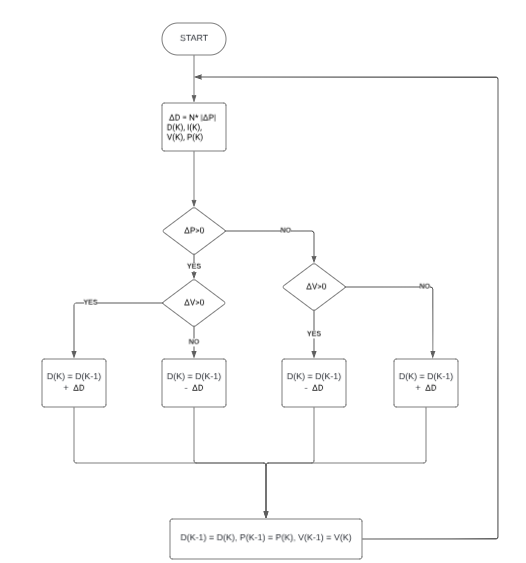 START
ΔD = N* |ΔP|
D(K), I(K),
V(K), P(K)
ΔP>0
NO
YES
ΔV>0
ΔV>0
YES
NO
NO
YES
D(K) = D(K-1)
+ ΔD
D(K) = D(K-1)
- ΔD
D(K) = D(K-1)
- ΔD
D(K) = D(K-1)
+ ΔD
D(K-1) = D(K), P(K-1) = P(K), V(K-1) = V(K)